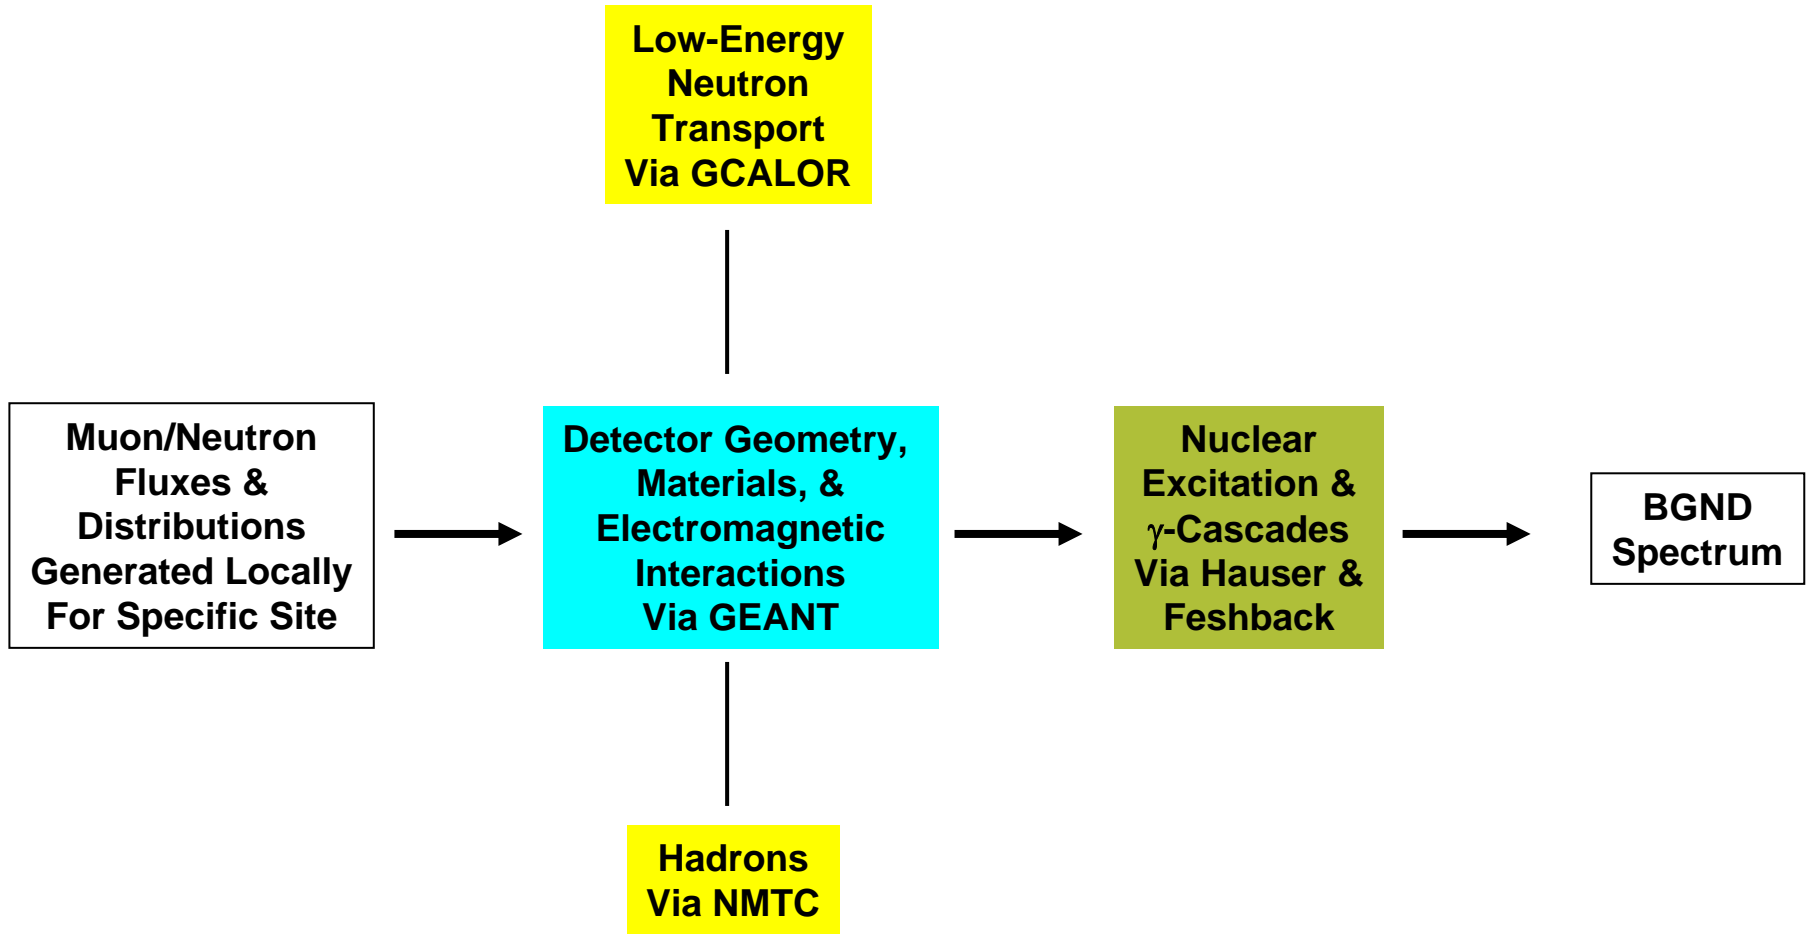 Low-Energy
Neutron
Transport
Via GCALOR
Muon/Neutron
Fluxes &
Distributions
Generated Locally
For Specific Site
Detector Geometry,
Materials, &
Electromagnetic
Interactions
Via GEANT
Nuclear
Excitation &
γ-Cascades
Via Hauser &
Feshback
BGND
Spectrum
Hadrons
Via NMTC